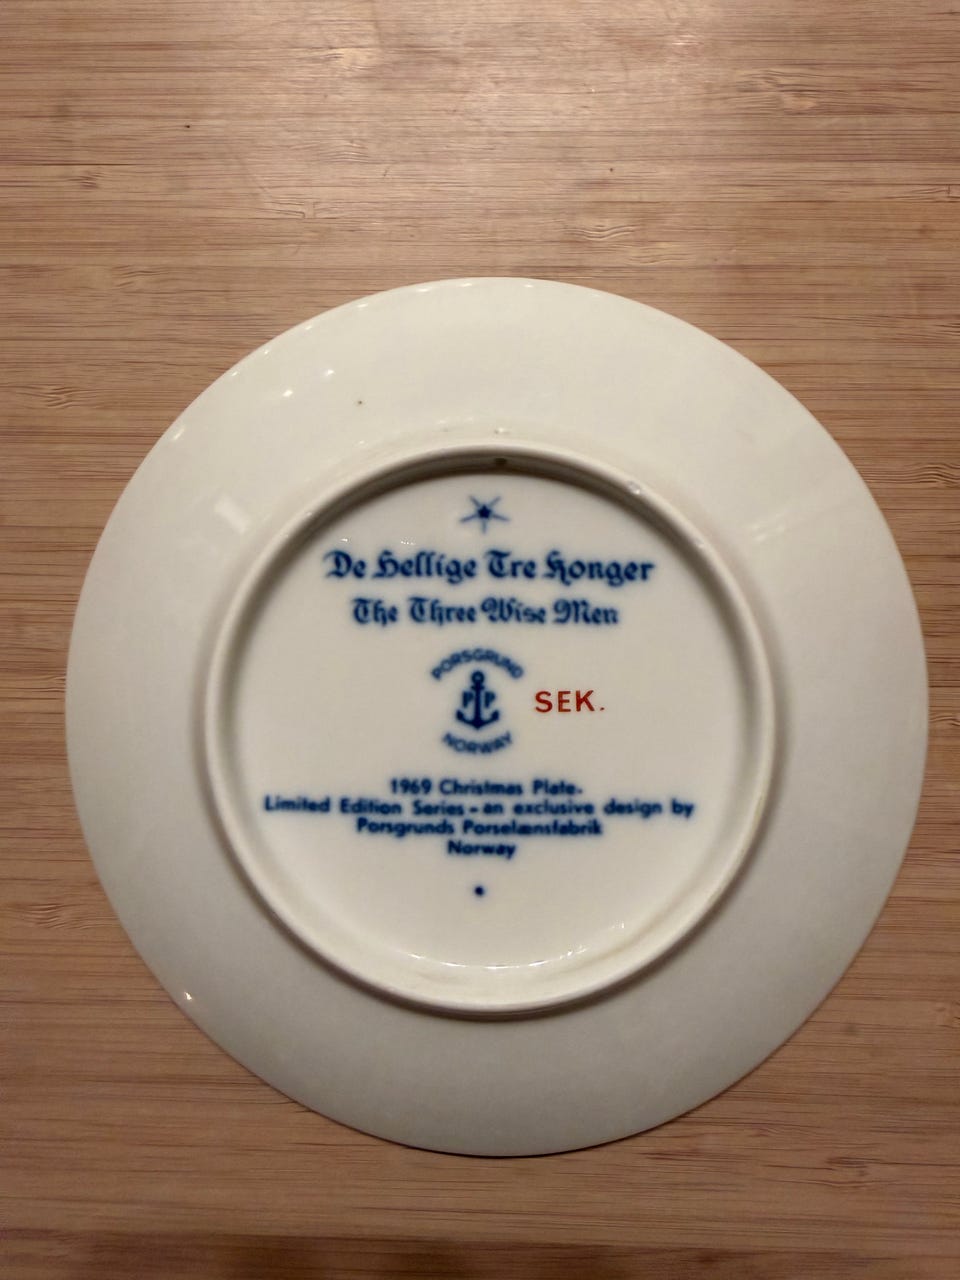 De Hellige Tre Konger
The Three Wise Men
PORSGRUND
P P
SEK.
NORWAY
1969 Christmas Plate.
Limited Edition Series - an exclusive design by
Porsgrunds Porselænsfabrik
Norway